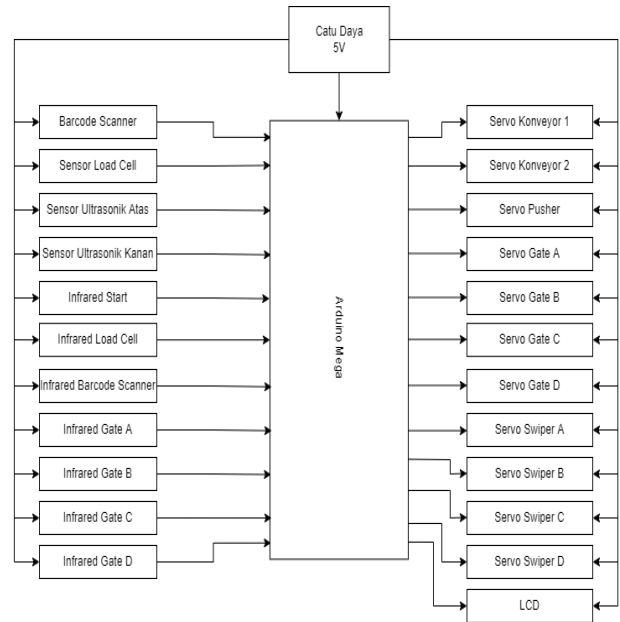 Catu Daya
5V
Barcode Scanner
Sensor Load Cell
Sensor Ultrasonik Atas
Sensor Ultrasonik Kanan
Infrared Start
Infrared Load Cell
Infrared Barcode Scanner
Infrared Gate A
Infrared Gate B
Infrared Gate C
Infrared Gate D
Arduino Mega
Servo Konveyor 1
Servo Konveyor 2
Servo Pusher
Servo Gate A
Servo Gate B
Servo Gate C
Servo Gate D
Servo Swiper A
Servo Swiper B
Servo Swiper C
Servo Swiper D
LCD